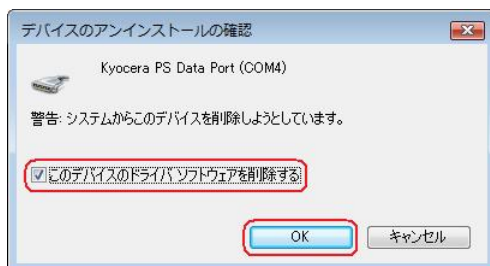 デバイスのアンインストールの確認
Kyocera PS Data Port (COM4)
警告: システムからこのデバイスを削除しようとしています。
このデバイスのドライバ ソフトウェアを削除する
OK
キャンセル